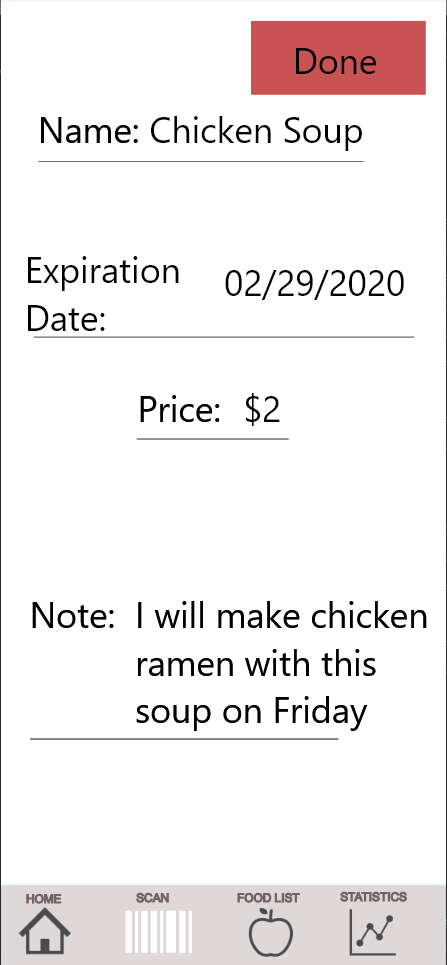 Done
Name: Chicken Soup
Expiration
Date:
02/29/2020
Price: $2
Note: I will make chicken
ramen with this
soup on Friday
HOME SCAN FOOD LIST STATISTICS